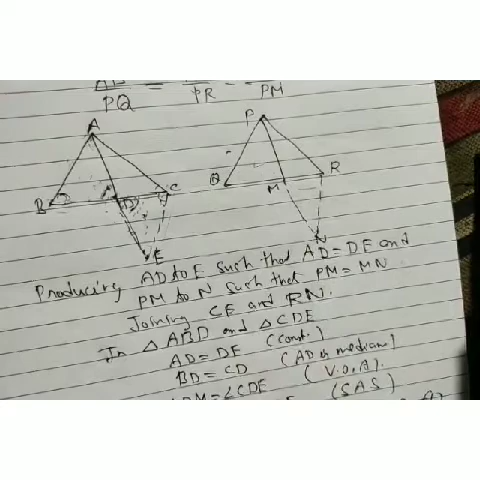 PQ = PR = PM
A
B
D
C
E
P
Q
M
R
N
Producing AD to E such that AD = DE and
PM to N such that PM = MN
Joining CE and RN.
In △ABD and △CDE
AD = DE (const.)
BD = CD (AD is median)
= ∠CDE (V.O.A).
(SAS)